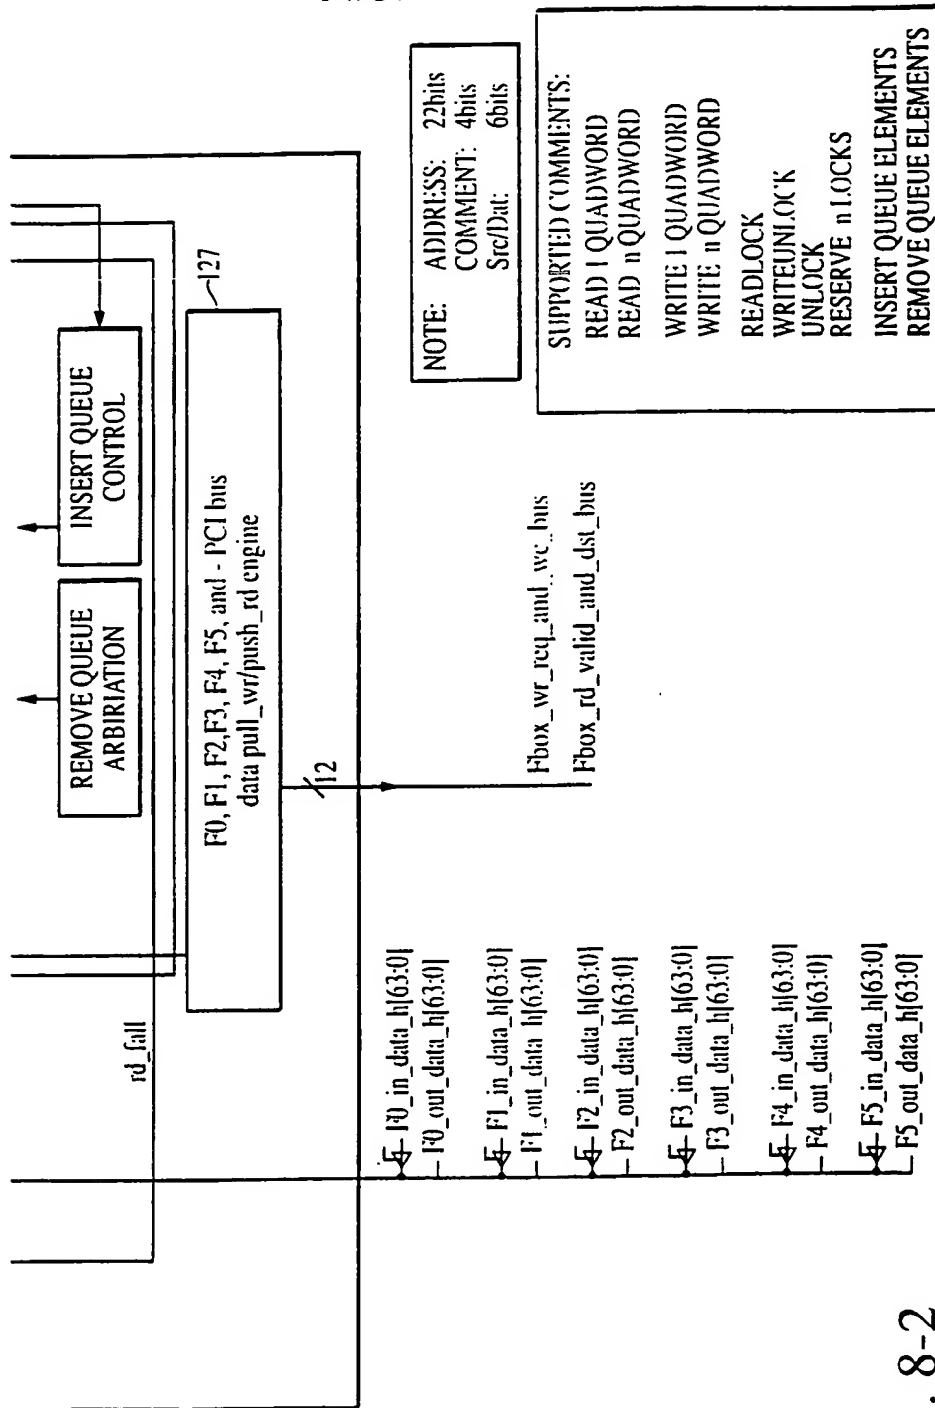 INSERT QUEUE
CONTROL
REMOVE QUEUE
ARBIRIATION
rd_fall
127
F0, F1, F2,F3, F4, F5, and - PCI bus
data pull_wr/push_rd engine
12
Fbox_wr_req_and_wc_bus
Fbox_rd_valid_and_dst_bus
NOTE: ADDRESS: 22bits
COMMENT: 4bits
Src/Dat: 6bits
SUPPORTED COMMENTS:
READ 1 QUADWORD
READ n QUADWORD
WRITE 1 QUADWORD
WRITE n QUADWORD
READLOCK
WRITEUNLOCK
UNLOCK
RESERVE n LOCKS
INSERT QUEUE ELEMENTS
REMOVE QUEUE ELEMENTS
F0_in_data_h[63:0]
F0_out_data_h[63:0]
F1_in_data_h[63:0]
F1_out_data h[63:0]
F2_in_data_h[63:0]
F2_out_data_h[63:0]
F3_in_data_h[63:0]
F3_out_data_h[63:0]
F4_in_data_h[63:0]
F4_out_data_h[63:0]
F5_in_data_h[63:0]
F5_out_data_h[63:0]
. 8-2